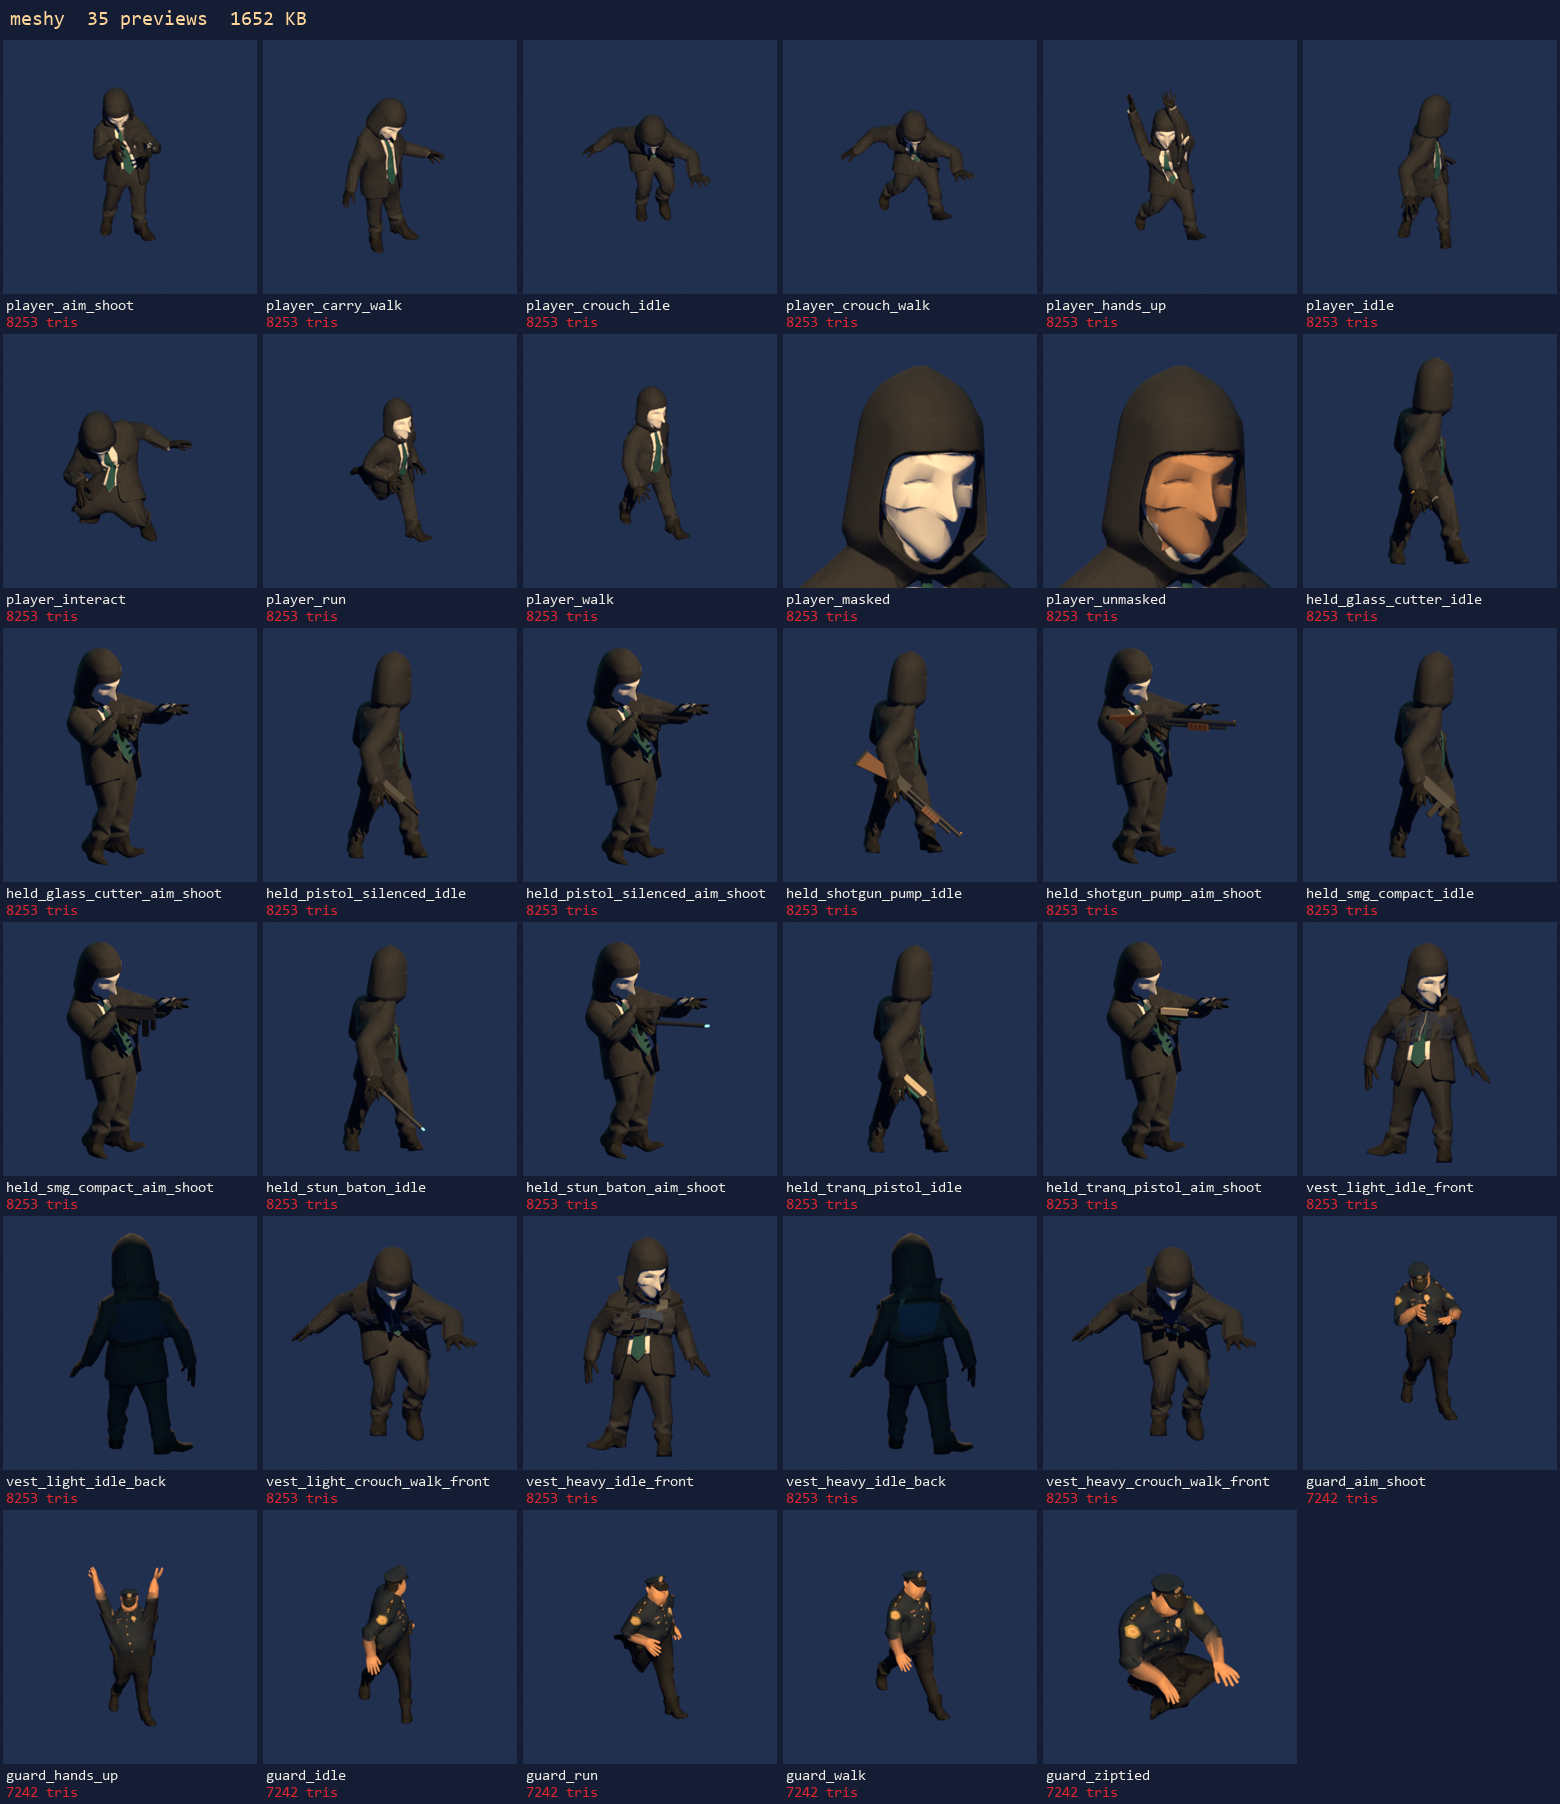 meshy  35 previews  1652 KB
player_aim_shoot player_carry_walk player_crouch_idle player_crouch_walk player_hands_up player_idle
8253 tris 8253 tris 8253 tris 8253 tris 8253 tris 8253 tris
player_interact player_run player_walk player_masked player_unmasked held_glass_cutter_idle
8253 tris 8253 tris 8253 tris 8253 tris 8253 tris 8253 tris
held_glass_cutter_aim_shoot held_pistol_silenced_idle held_pistol_silenced_aim_shoot held_shotgun_pump_idle held_shotgun_pump_aim_shoot held_smg_compact_idle
8253 tris 8253 tris 8253 tris 8253 tris 8253 tris 8253 tris
held_smg_compact_aim_shoot held_stun_baton_idle held_stun_baton_aim_shoot held_tranq_pistol_idle held_tranq_pistol_aim_shoot vest_light_idle_front
8253 tris 8253 tris 8253 tris 8253 tris 8253 tris 8253 tris
vest_light_idle_back vest_light_crouch_walk_front vest_heavy_idle_front vest_heavy_idle_back vest_heavy_crouch_walk_front guard_aim_shoot
8253 tris 8253 tris 8253 tris 8253 tris 8253 tris 7242 tris
guard_hands_up guard_idle guard_run guard_walk guard_ziptied
7242 tris 7242 tris 7242 tris 7242 tris 7242 tris